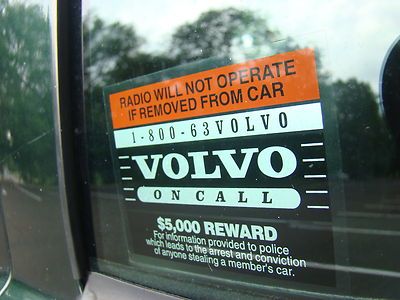 RADIO WILL NOT OPERATE
IF REMOVED FROM CAR
1-800-63VOLVO
VOLVO
ON CALL
$5,000 REWARD
For information provided to police
which leads to the arrest and conviction
of anyone stealing a member's car.